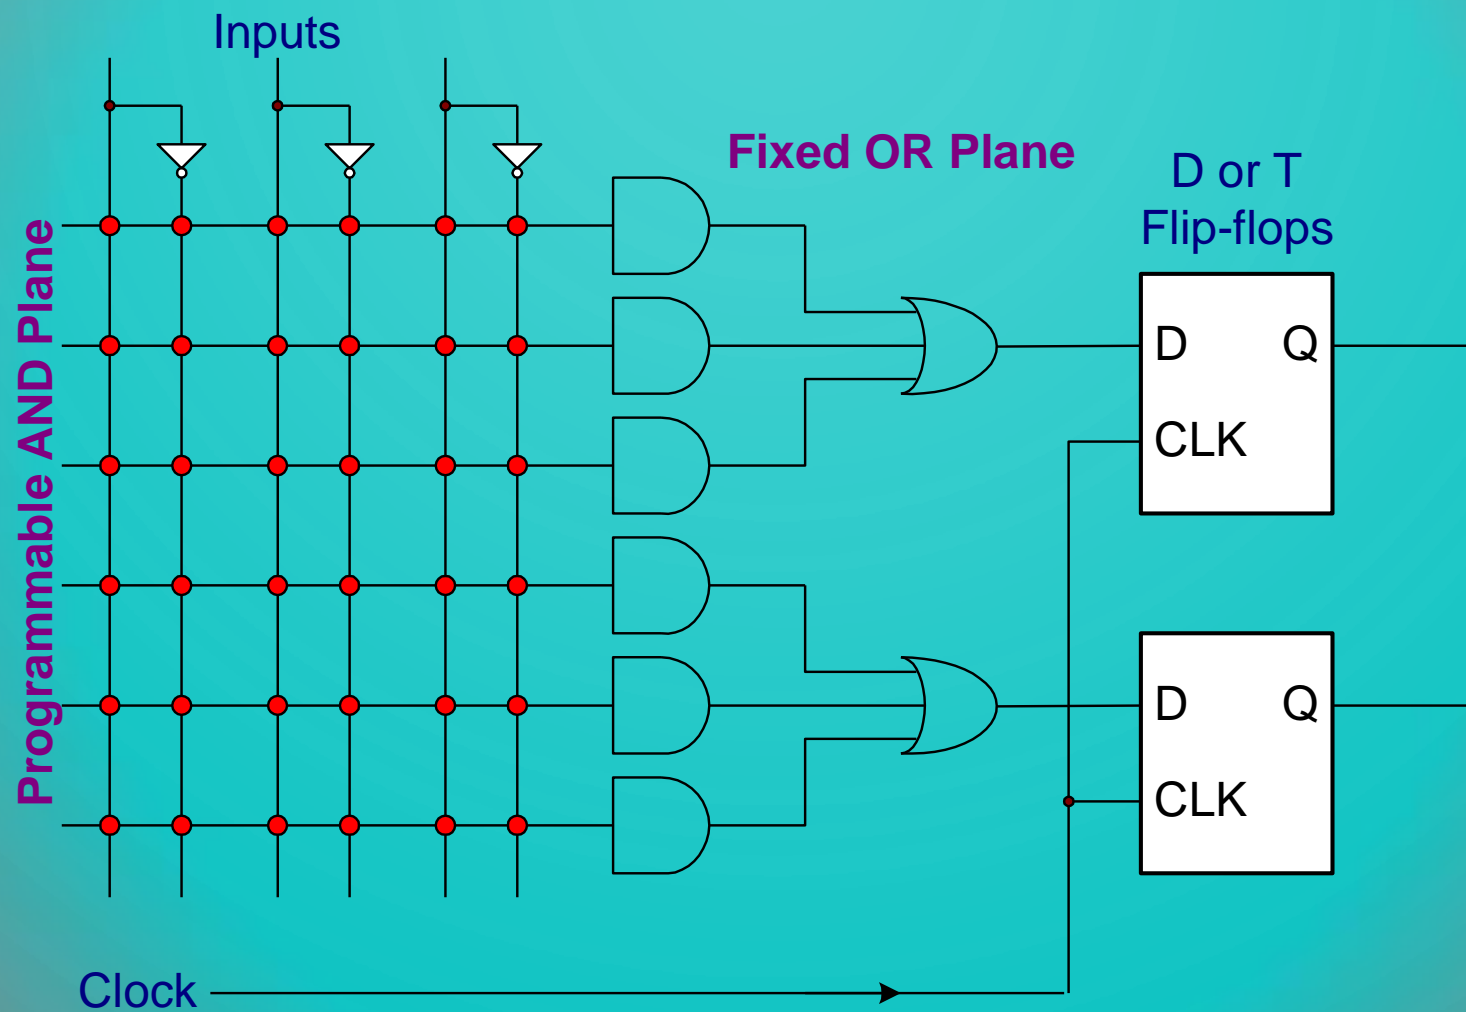 Inputs
Fixed OR Plane
D or T
Flip-flops
Programmable AND Plane
D Q
CLK
D Q
CLK
Clock